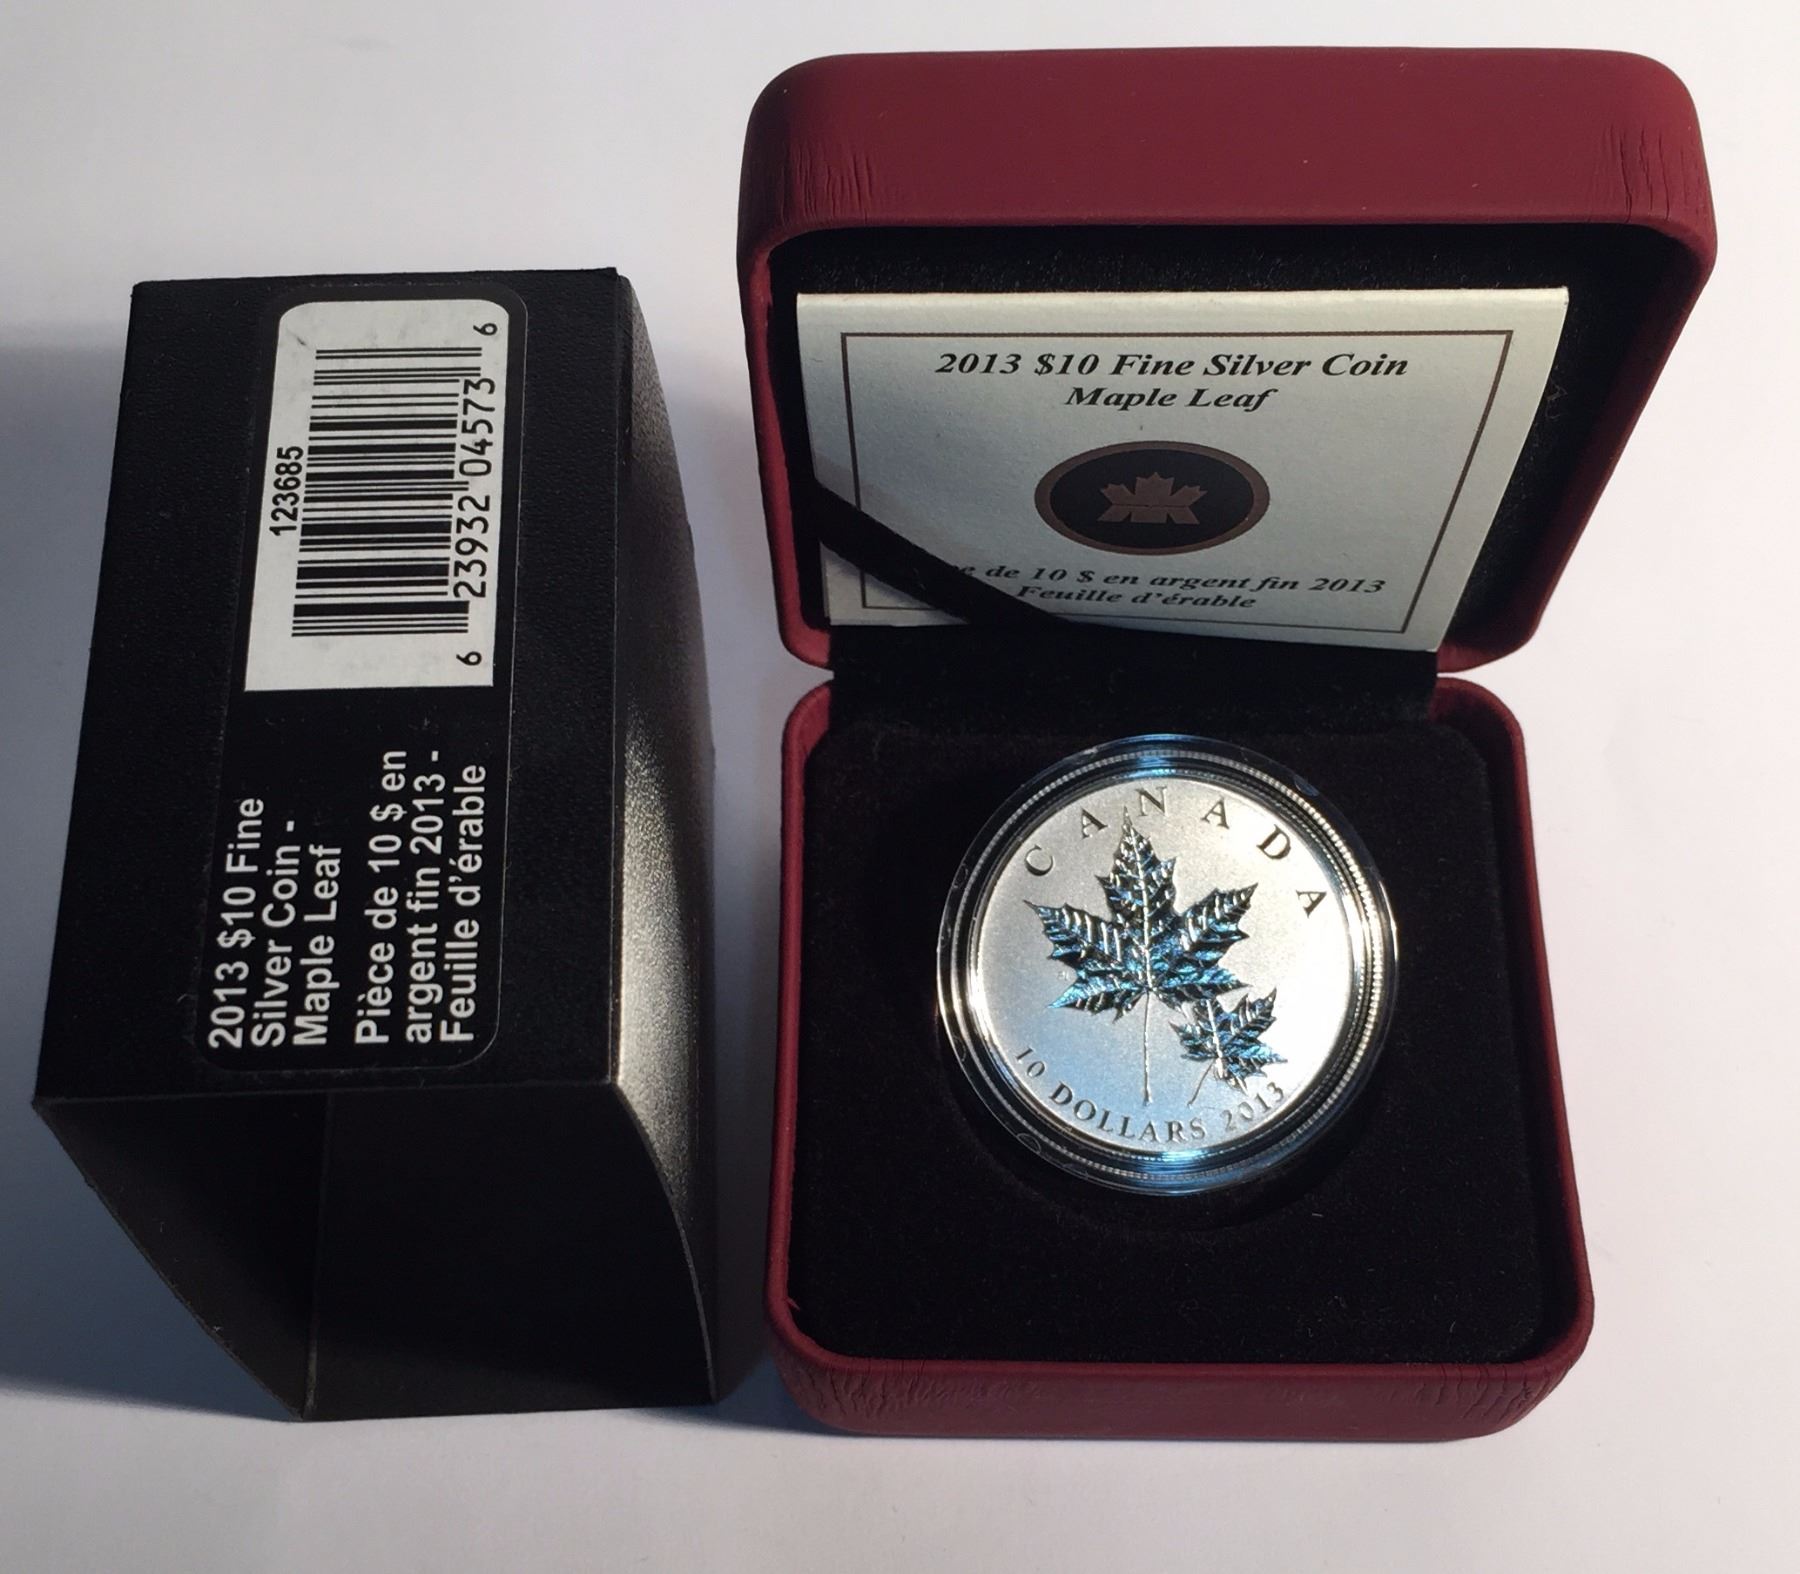 123685
6 23932 04573 6
2013 $10 Fine
Silver Coin -
Maple Leaf
Pièce de 10 $ en
argent fin 2013 -
Feuille d'érable
2013 $10 Fine Silver Coin
Maple Leaf
de 10 $ en argent fin 2013
Feuille d'érable
CANADA
10 DOLLARS 2013